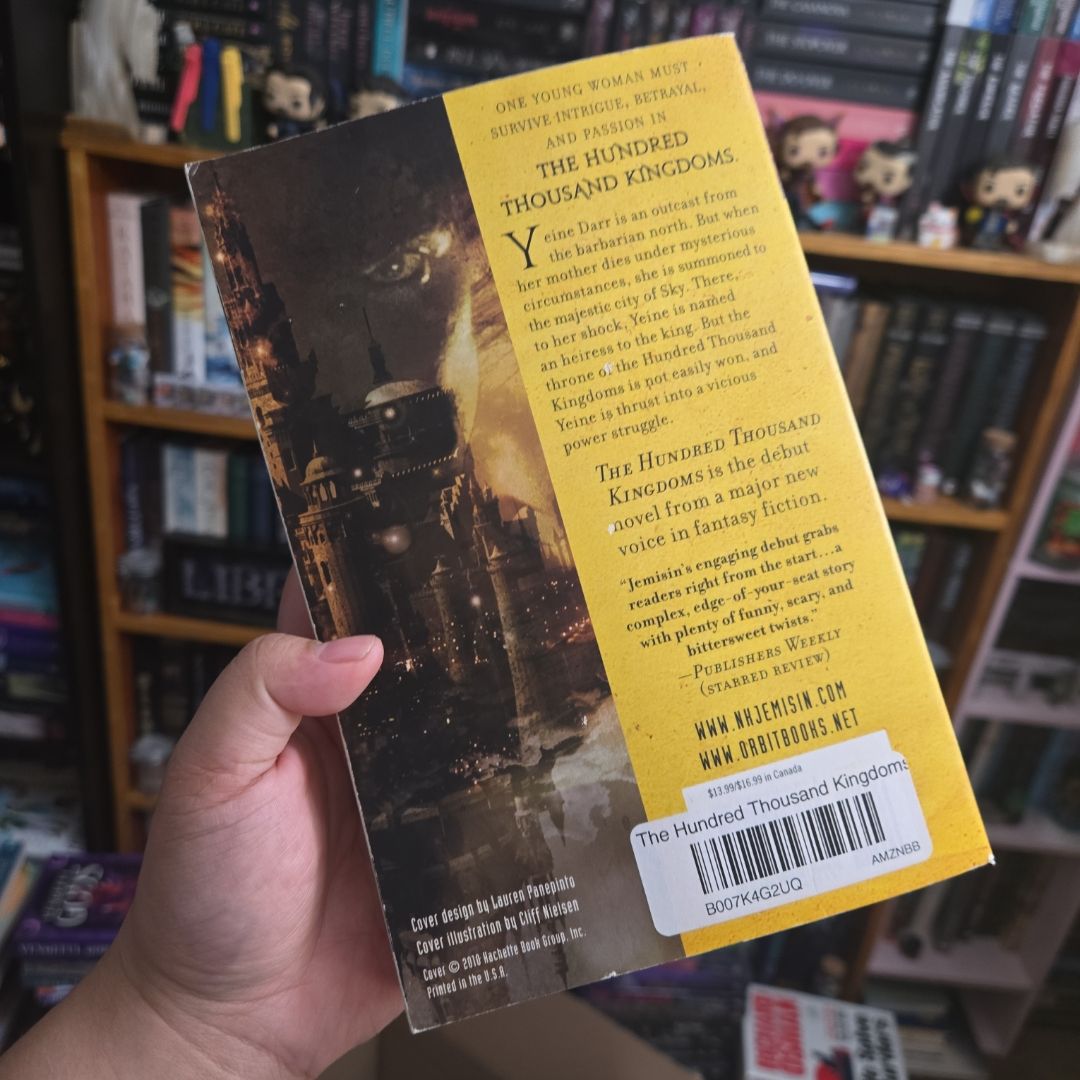 ONE YOUNG WOMAN MUST
SURVIVE INTRIGUE, BETRAYAL,
AND PASSION IN
THE HUNDRED
THOUSAND KINGDOMS.
Yeine Darr is an outcast from
the barbarian north. But when
her mother dies under mysterious
circumstances, she is summoned to
the majestic city of Sky. There,
to her shock, Yeine is named
an heiress to the king. But the
throne of the Hundred Thousand
Kingdoms is not easily won, and
Yeine is thrust into a vicious
power struggle.
THE HUNDRED THOUSAND
KINGDOMS is the debut
novel from a major new
voice in fantasy fiction.
“Jemisin’s engaging debut grabs
readers right from the start...a
complex, edge-of-your-seat story
with plenty of funny, scary, and
bittersweet twists.”
—PUBLISHERS WEEKLY
(STARRED REVIEW)
WWW.NKJEMISIN.COM
WWW.ORBITBOOKS.NET
$13.99/$16.99 in Canada
The Hundred Thousand Kingdoms
AMZNBB
B007K4G2UQ
Cover design by Lauren Panepinto
Cover illustration by Cliff Nielsen
Cover © 2010 Hachette Book Group, Inc.
Printed in the U.S.A.
LIBR